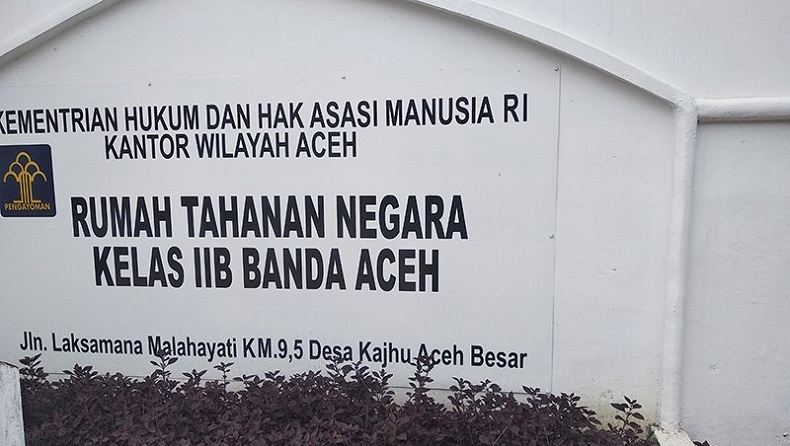 KEMENTRIAN HUKUM DAN HAK ASASI MANUSIA RI
KANTOR WILAYAH ACEH
PENGAYOMAN
RUMAH TAHANAN NEGARA
KELAS IIB BANDA ACEH
Jln. Laksamana Malahayati KM.9,5 Desa Kajhu Aceh Besar